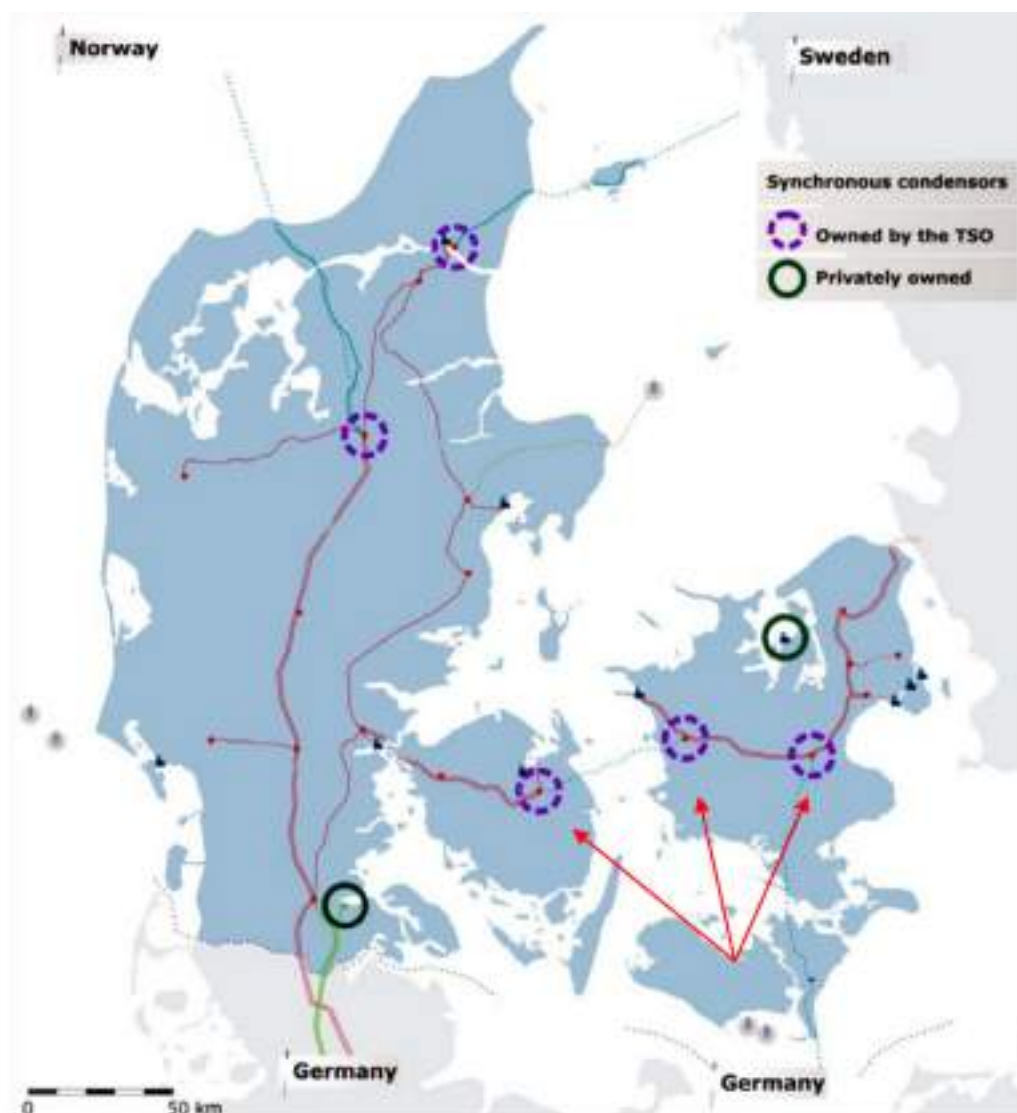 Norway
Sweden
Synchronous condensors
Owned by the TSO
Privately owned
Germany
Germany
0
50 km